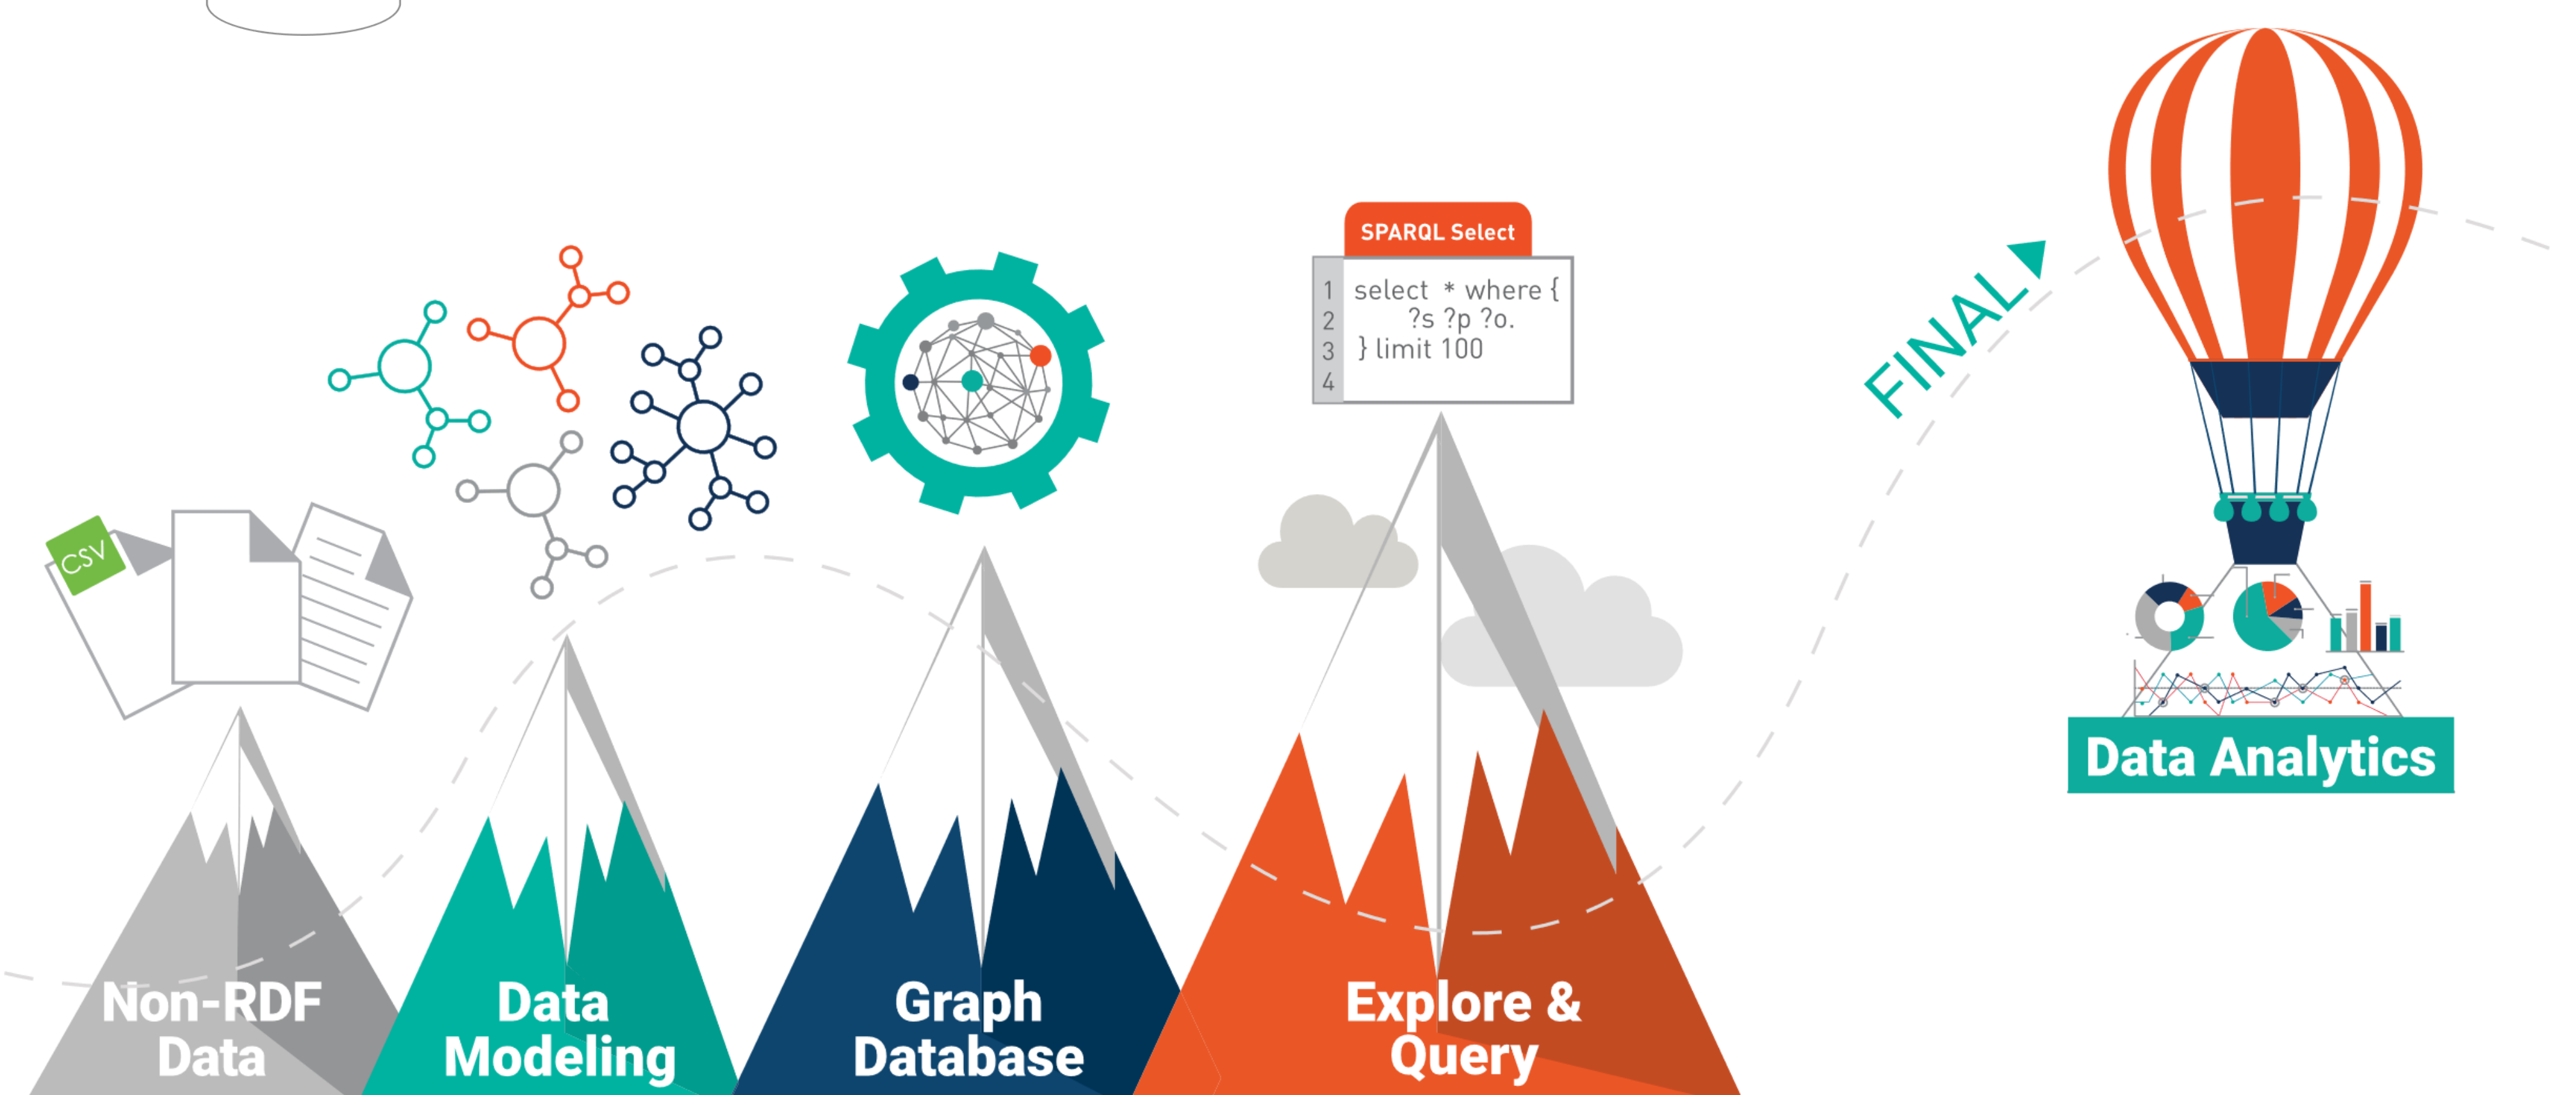 CSV
SPARQL Select
1 select * where {
2 ?s ?p ?o.
3 } limit 100
4
FINAL
Data Analytics
Non-RDF
Data
Data
Modeling
Graph
Database
Explore &
Query